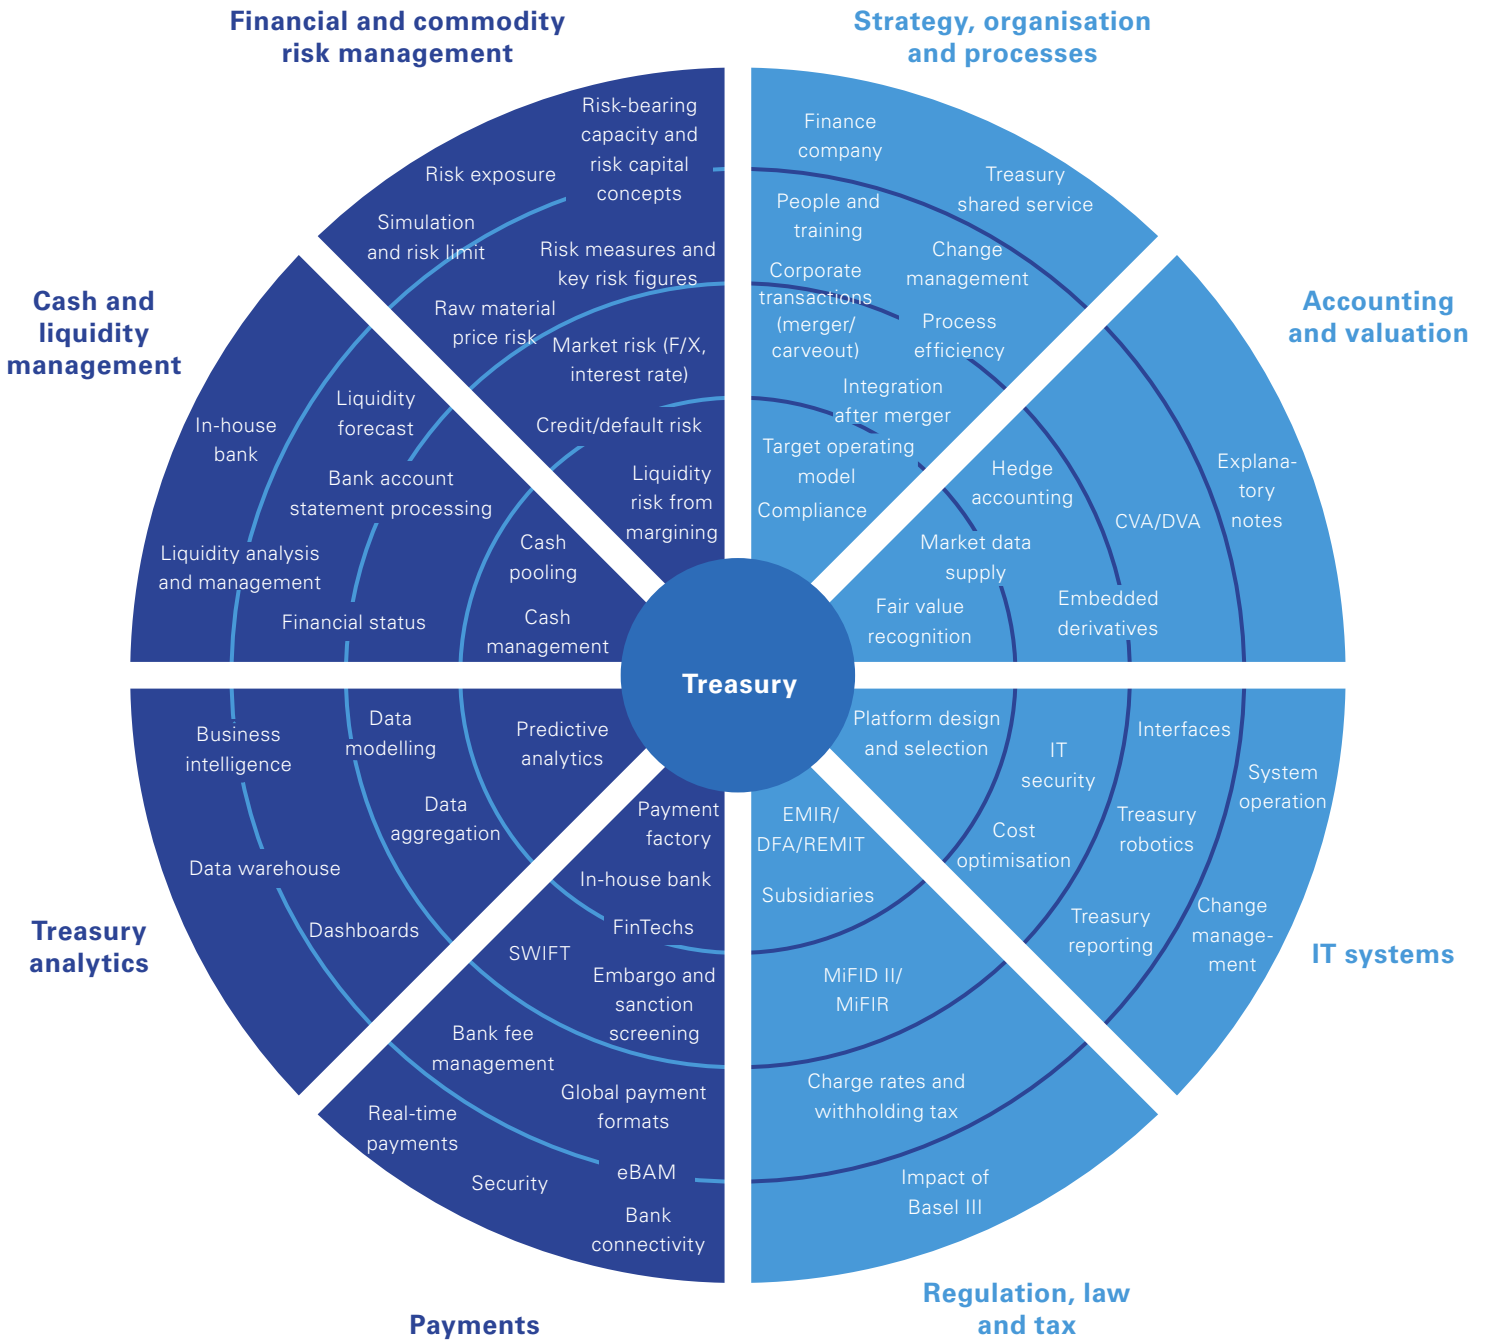 Financial and commodity
risk management
Risk-bearing
capacity and
risk capital
concepts
Risk exposure
Simulation
and risk limit
Risk measures and
key risk figures
Raw material
price risk
Market risk (F/X,
interest rate)
Credit/default risk
Liquidity
risk from
margining
Strategy, organisation
and processes
Finance
company
Treasury
shared service
People and
training
Change
management
Corporate
transactions
(merger/
carveout)
Process
efficiency
Integration
after merger
Target operating
model
Compliance
Cash and
liquidity
management
Liquidity
forecast
In-house
bank
Bank account
statement processing
Liquidity analysis
and management
Cash
pooling
Financial status
Cash
management
Accounting
and valuation
Explana-
tory
notes
Hedge
accounting
CVA/DVA
Market data
supply
Embedded
derivatives
Fair value
recognition
Treasury
Treasury
analytics
Business
intelligence
Data
modelling
Predictive
analytics
Data
aggregation
Data warehouse
Dashboards
IT systems
Platform design
and selection
Interfaces
IT
security
System
operation
Treasury
robotics
Cost
optimisation
Treasury
reporting
Change
manage-
ment
Payment
factory
In-house bank
FinTechs
SWIFT
Embargo and
sanction
screening
Bank fee
management
Global payment
formats
Real-time
payments
eBAM
Security
Bank
connectivity
Payments
EMIR/
DFA/REMIT
Subsidiaries
MiFID II/
MiFIR
Charge rates and
withholding tax
Impact of
Basel III
Regulation, law
and tax